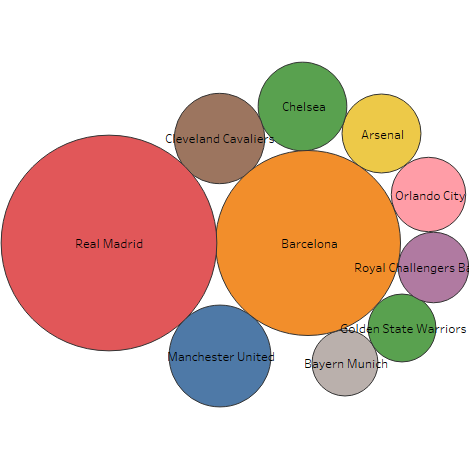 Chelsea
Arsenal
Cleveland Cavaliers
Orlando City
Real Madrid
Barcelona
Royal Challengers Ba
Golden State Warriors
Manchester United
Bayern Munich